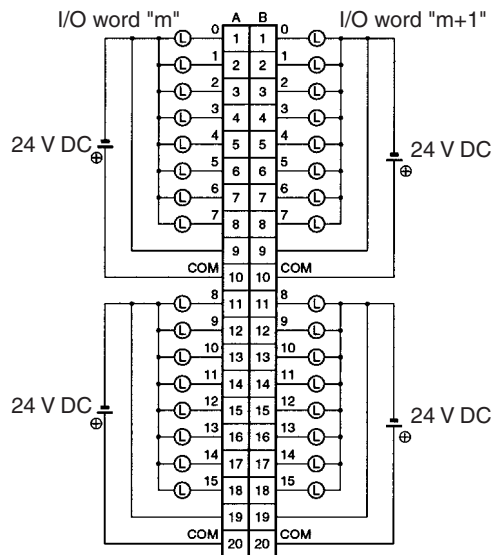 I/O word "m" A B I/O word "m+1"
0 1 1 0
L L
1 2 2 1
L L
2 3 3 2
L L
3 4 4 3
L L
24 V DC 4 5 5 4 24 V DC
⊕ L L ⊕
5 6 6 5
L L
6 7 7 6
L L
7 8 8 7
L L
9 9
COM 10 10 COM
8 11 11 8
L L
9 12 12 9
L L
10 13 13 10
L L
11 14 14 11
L L
24 V DC 12 15 15 12 24 V DC
⊕ L L ⊕
13 16 16 13
L L
14 17 17 14
L L
15 18 18 15
L L
19 19
COM 20 20 COM